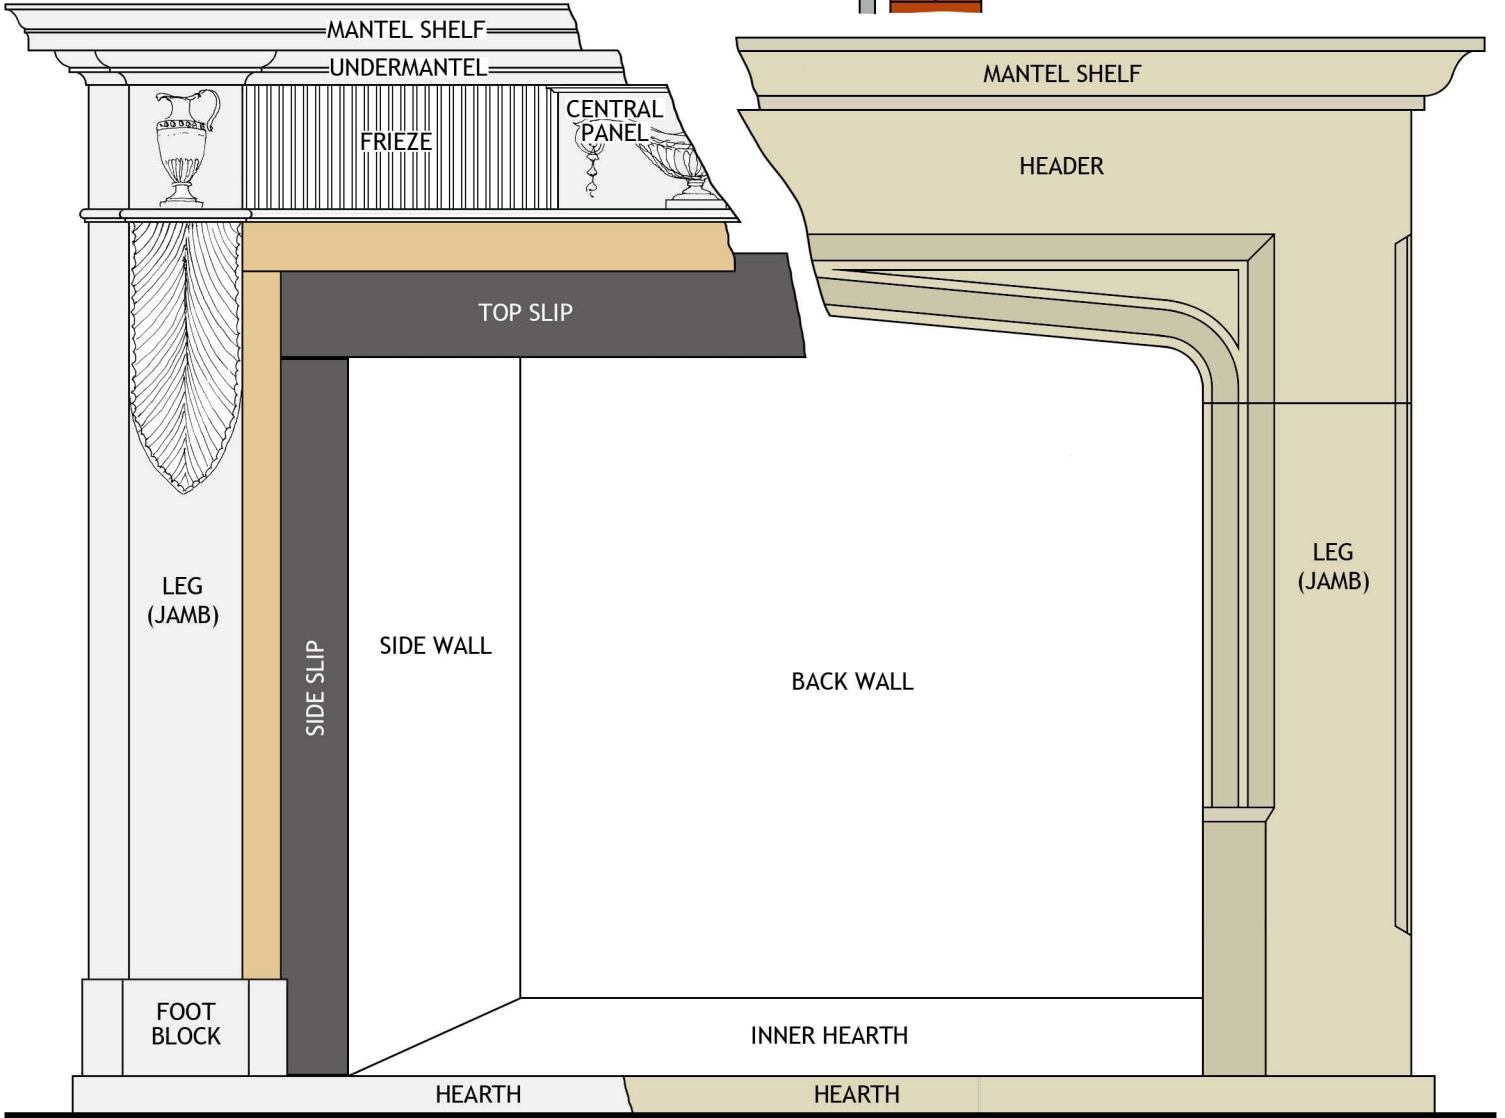 MANTEL SHELF
UNDERMANTEL
CENTRAL
PANEL
FRIEZE
MANTEL SHELF
HEADER
TOP SLIP
LEG
(JAMB)
SIDE SLIP
SIDE WALL
BACK WALL
LEG
(JAMB)
FOOT
BLOCK
INNER HEARTH
HEARTH
HEARTH